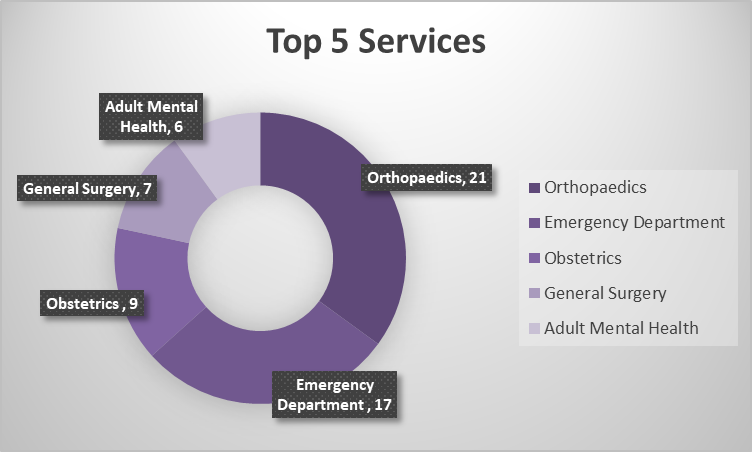 Top 5 Services
Adult Mental
Health, 6
Orthopaedics, 21
General Surgery, 7
Obstetrics , 9
Emergency
Department , 17
Orthopaedics
Emergency Department
Obstetrics
General Surgery
Adult Mental Health